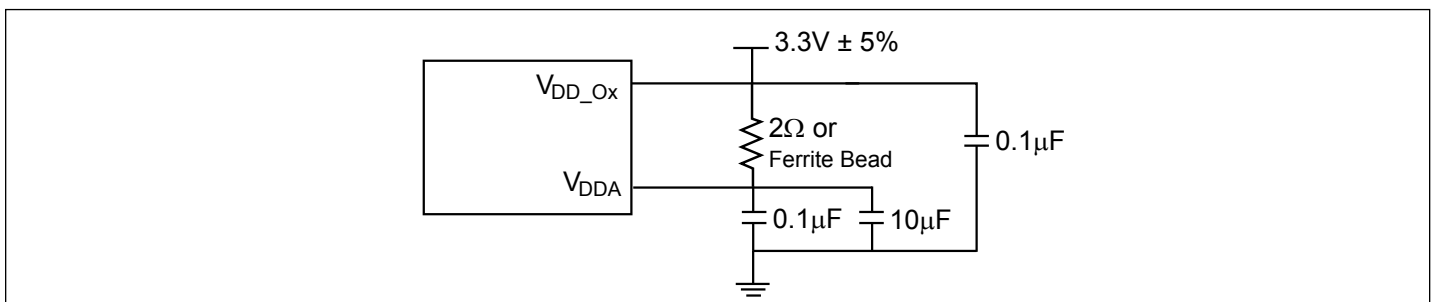 3.3V ± 5%
V_DD_Ox
2Ω or
Ferrite Bead
0.1µF
V_DDA
0.1µF
10µF